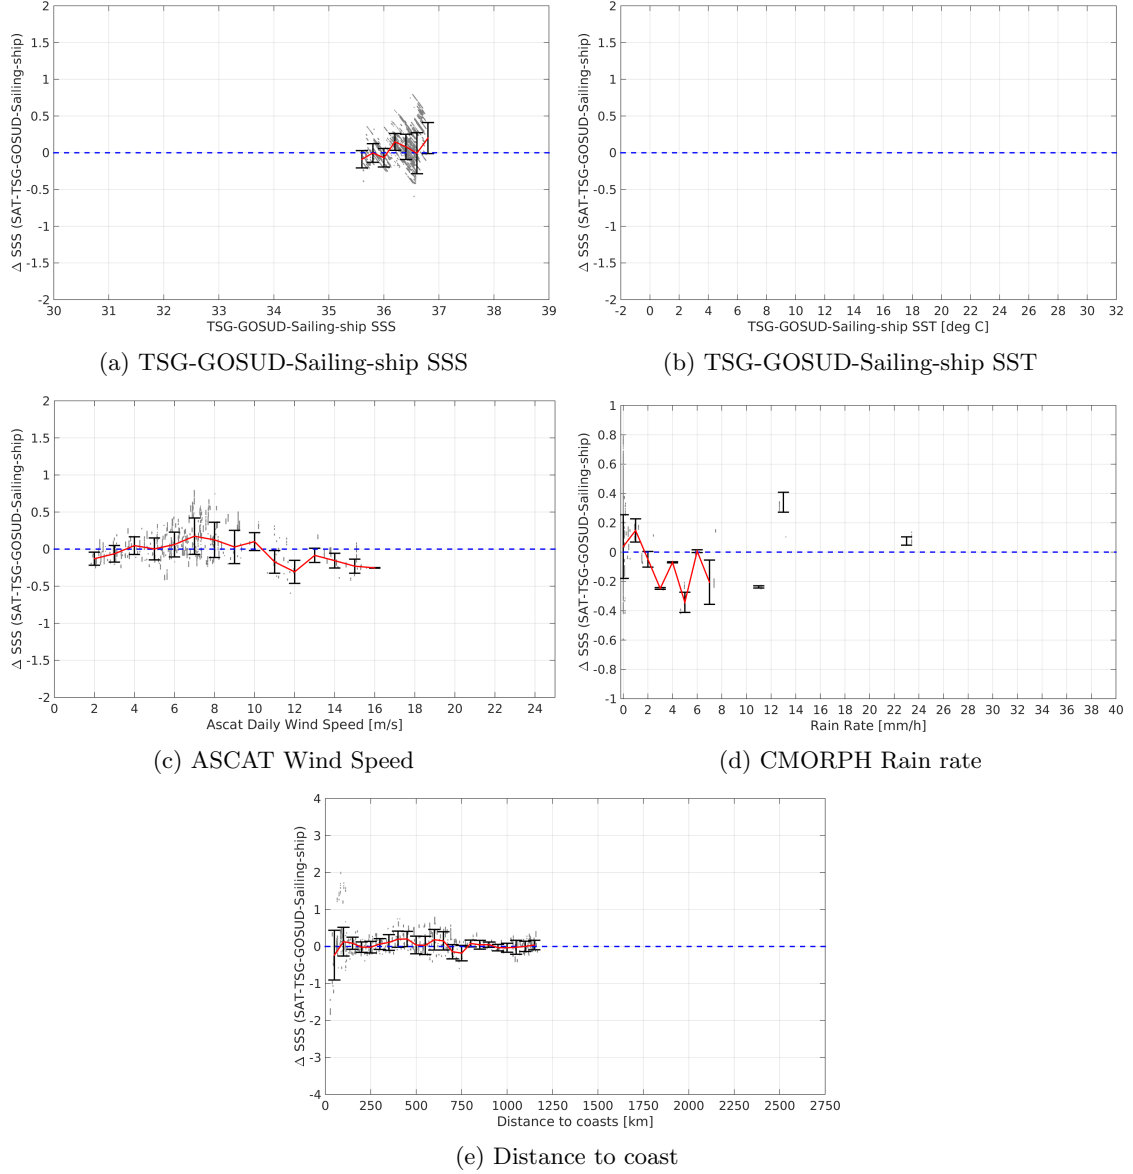 2
1.5
1
0.5
0
-0.5
-1
-1.5
-2
Δ SSS (SAT-TSG-GOSUD-Sailing-ship)
30 31 32 33 34 35 36 37 38 39
TSG-GOSUD-Sailing-ship SSS
(a) TSG-GOSUD-Sailing-ship SSS
2
1.5
1
0.5
0
-0.5
-1
-1.5
-2
Δ SSS (SAT-TSG-GOSUD-Sailing-ship)
-2 0 2 4 6 8 10 12 14 16 18 20 22 24 26 28 30 32
TSG-GOSUD-Sailing-ship SST [deg C]
(b) TSG-GOSUD-Sailing-ship SST
2
1.5
1
0.5
0
-0.5
-1
-1.5
-2
Δ SSS (SAT-TSG-GOSUD-Sailing-ship)
0 2 4 6 8 10 12 14 16 18 20 22 24
Ascat Daily Wind Speed [m/s]
(c) ASCAT Wind Speed
1
0.8
0.6
0.4
0.2
0
-0.2
-0.4
-0.6
-0.8
-1
Δ SSS (SAT-TSG-GOSUD-Sailing-ship)
0 2 4 6 8 10 12 14 16 18 20 22 24 26 28 30 32 34 36 38 40
Rain Rate [mm/h]
(d) CMORPH Rain rate
4
3
2
1
0
-1
-2
-3
-4
Δ SSS (SAT-TSG-GOSUD-Sailing-ship)
0 250 500 750 1000 1250 1500 1750 2000 2250 2500 2750
Distance to coasts [km]
(e) Distance to coast